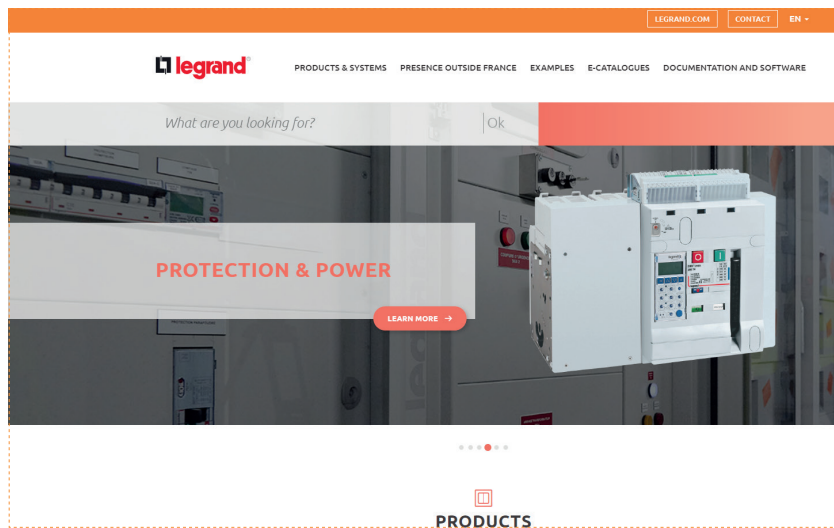 LEGRAND.COM
CONTACT
EN
legrand®
PRODUCTS & SYSTEMS
PRESENCE OUTSIDE FRANCE
EXAMPLES
E-CATALOGUES
DOCUMENTATION AND SOFTWARE
What are you looking for?
Ok
PROTECTION & POWER
LEARN MORE →
PRODUCTS